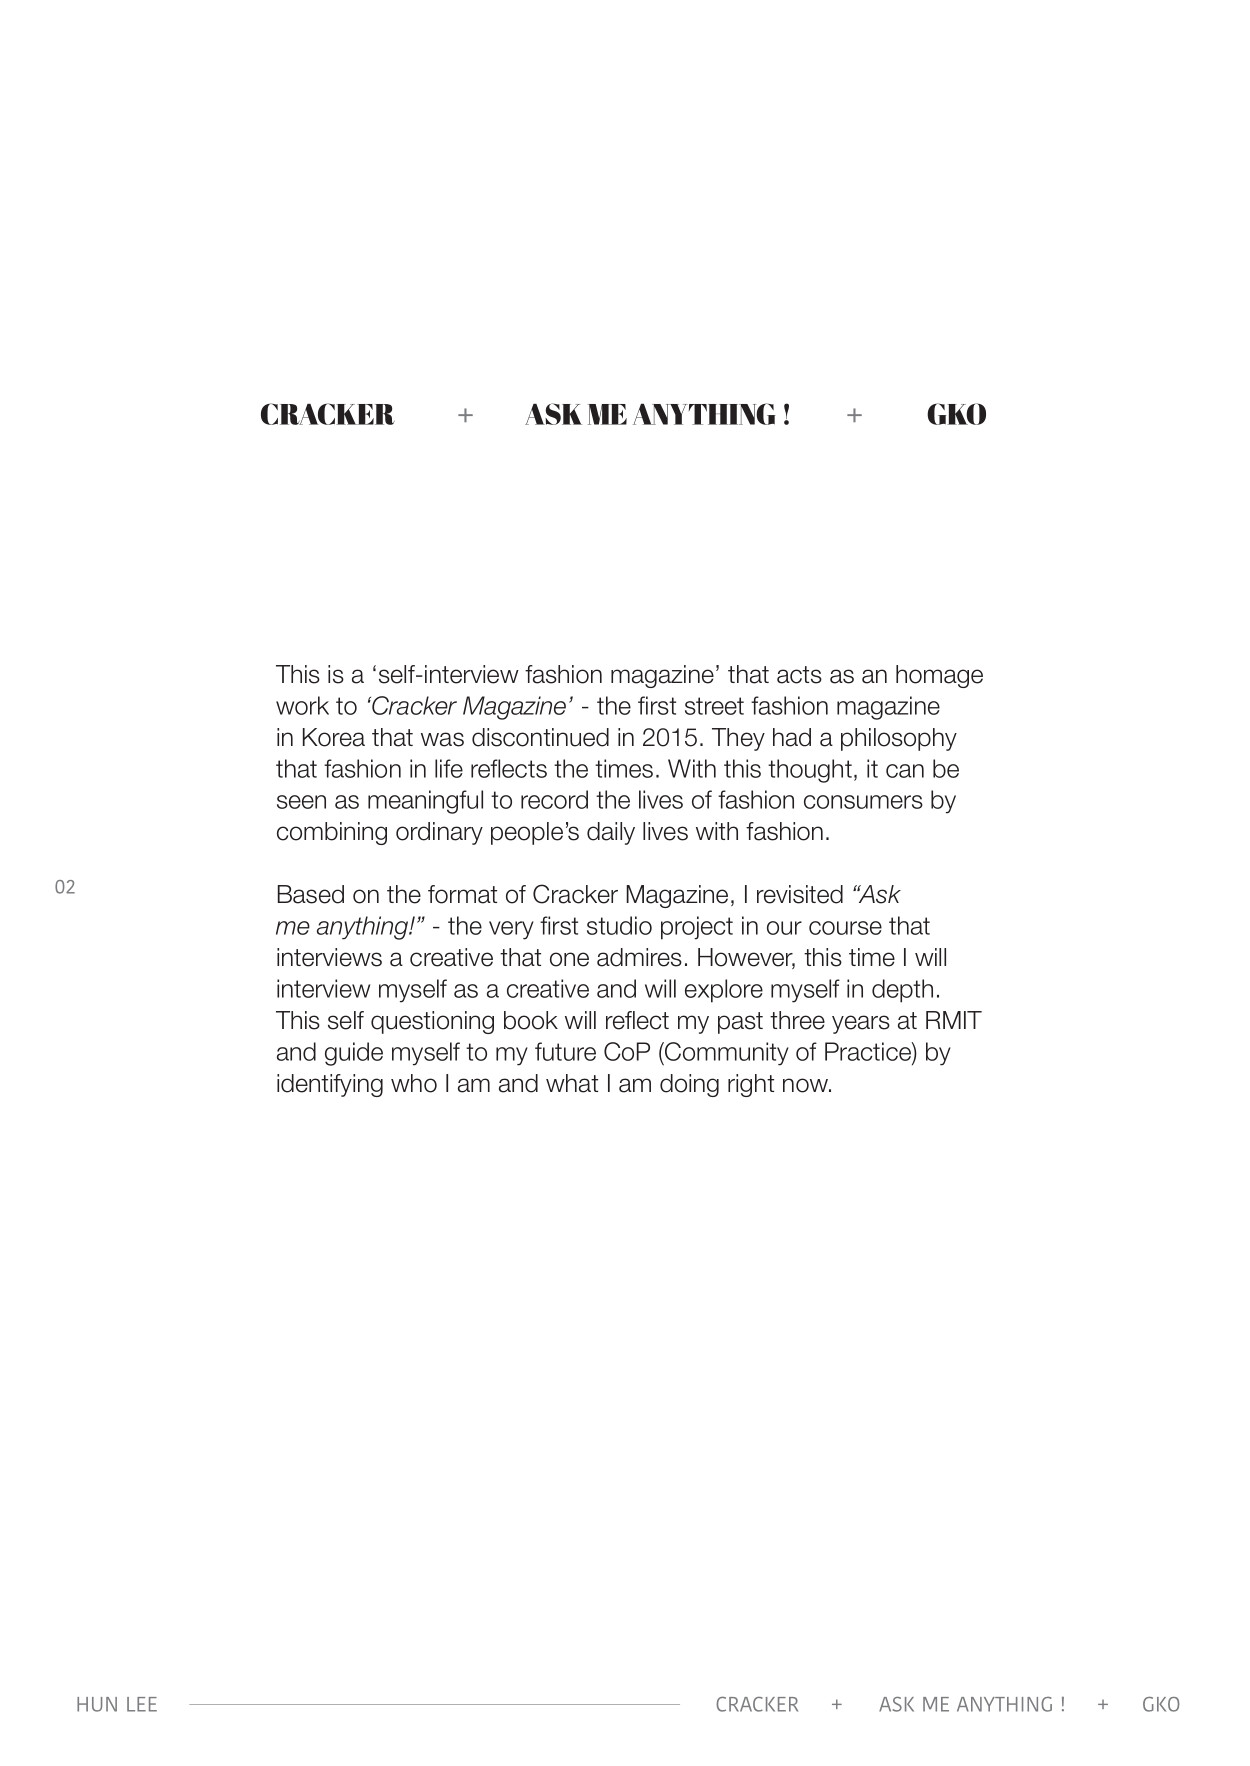 CRACKER + ASK ME ANYTHING ! + GKO
This is a ‘self-interview fashion magazine’ that acts as an homage
work to ‘Cracker Magazine’ - the first street fashion magazine
in Korea that was discontinued in 2015. They had a philosophy
that fashion in life reflects the times. With this thought, it can be
seen as meaningful to record the lives of fashion consumers by
combining ordinary people’s daily lives with fashion.
Based on the format of Cracker Magazine, I revisited “Ask
me anything!” - the very first studio project in our course that
interviews a creative that one admires. However, this time I will
interview myself as a creative and will explore myself in depth.
This self questioning book will reflect my past three years at RMIT
and guide myself to my future CoP (Community of Practice) by
identifying who I am and what I am doing right now.
02
HUN LEE CRACKER + ASK ME ANYTHING ! + GKO